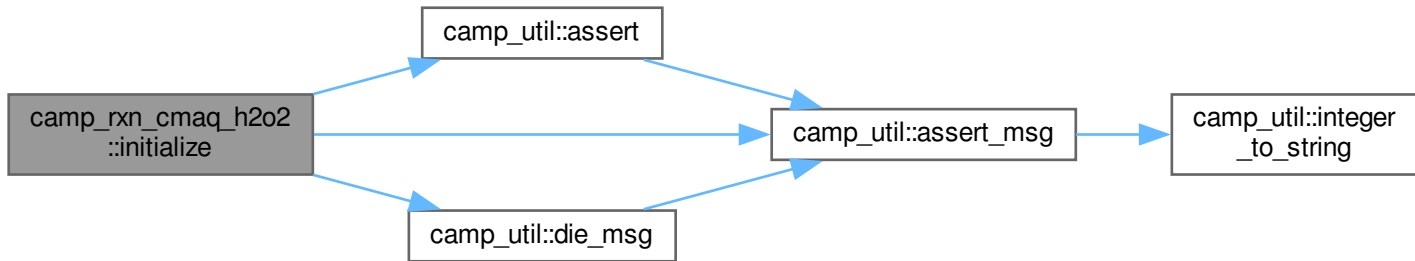 camp_rxn_cmaq_h2o2
::initialize
camp_util::assert
camp_util::assert_msg
camp_util::die_msg
camp_util::integer
_to_string